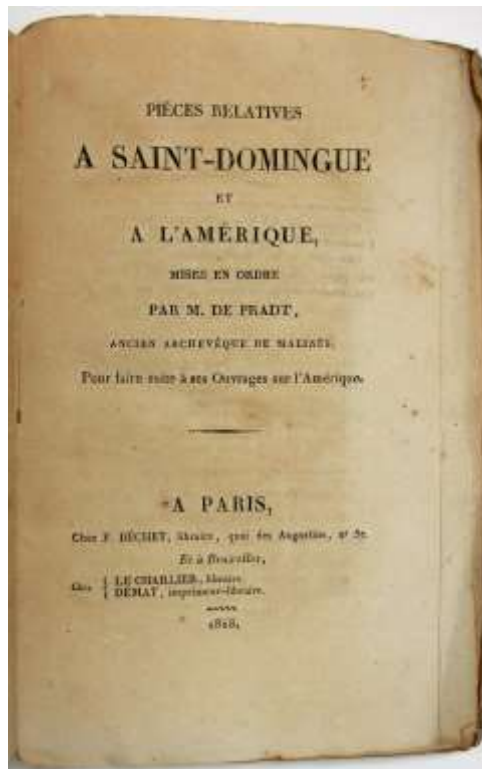 PIÉCES RELATIVES
A SAINT-DOMINGUE
ET
A L'AMÉRIQUE,
MISES EN ORDRE
PAR M. DE PRADT,
ANCIEN ARCHEVÊQUE DE MALINES.
Pour faire suite à ses Ouvrages sur l'Amérique.
A PARIS,
Chez F. BÉCHET, libraire, quai des Augustins, nº
Et à Bruxelles,
Chez { LE CHARLIER, libraire.
DEMAT, imprimeur-libraire.
1818.